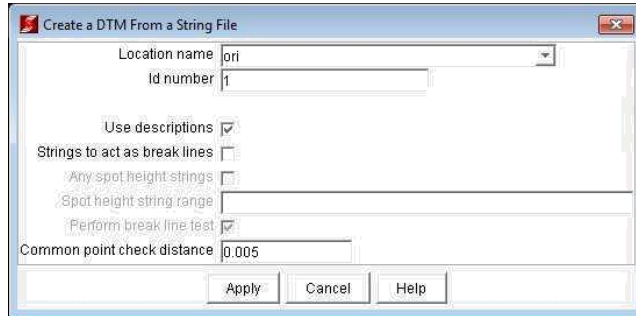 Create a DTM From a String File
Location name ori
Id number 1
Use descriptions
Strings to act as break lines
Any spot height strings
Spot height string range
Perform break line test
Common point check distance 0.005
Apply Cancel Help